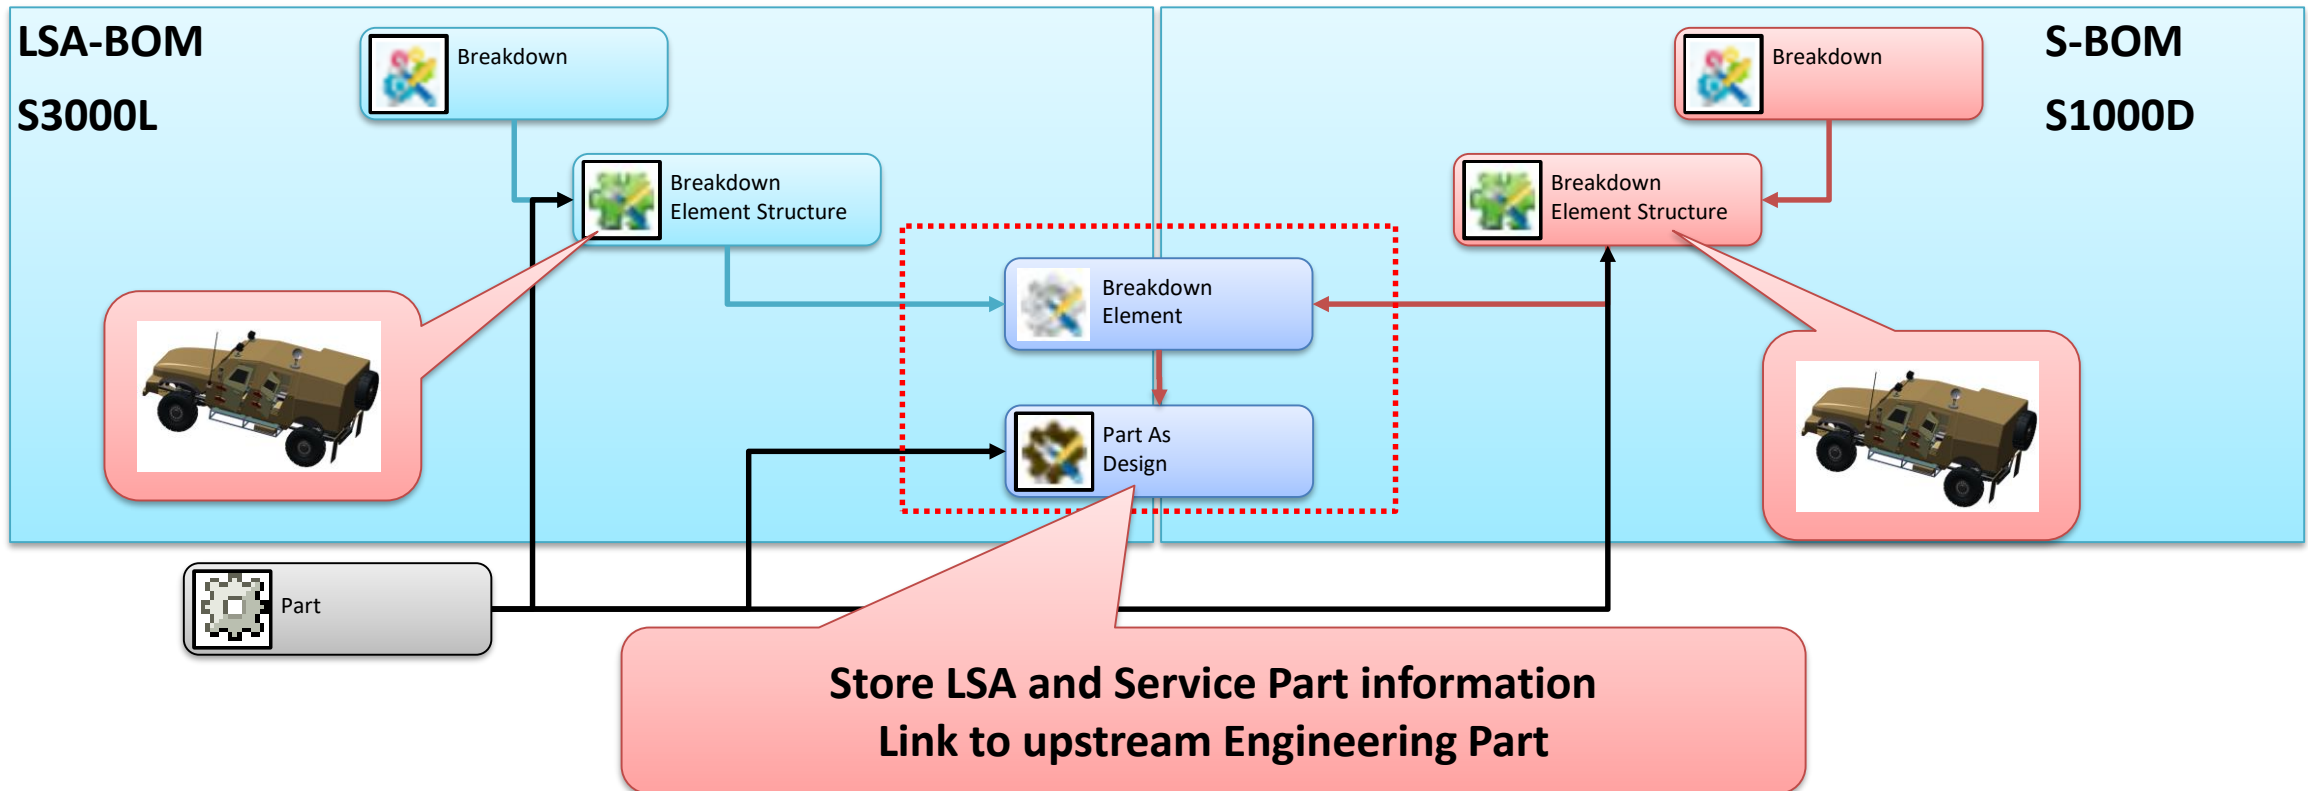 LSA-BOM
S3000L
Breakdown
Breakdown
Element Structure
S-BOM
S1000D
Breakdown
Breakdown
Element Structure
Breakdown
Element
Part As
Design
Part
Store LSA and Service Part information
Link to upstream Engineering Part